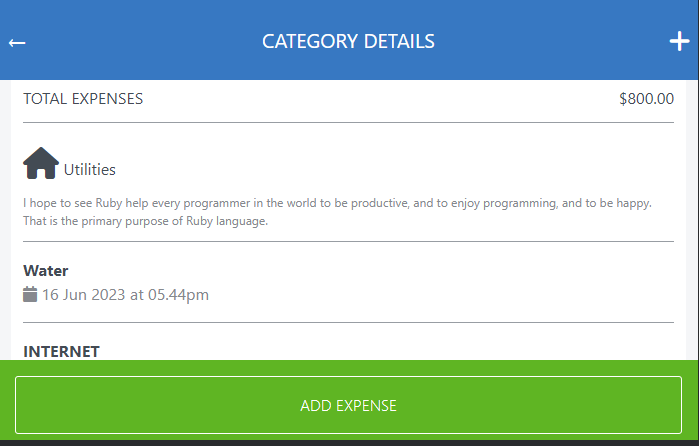 CATEGORY DETAILS
TOTAL EXPENSES $800.00
Utilities
I hope to see Ruby help every programmer in the world to be productive, and to enjoy programming, and to be happy.
That is the primary purpose of Ruby language.
Water
16 Jun 2023 at 05.44pm
INTERNET
ADD EXPENSE